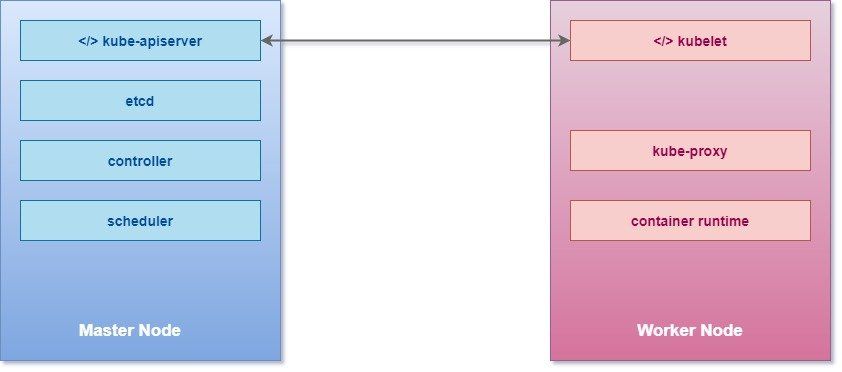 </> kube-apiserver
etcd
controller
scheduler
Master Node
</> kubelet
kube-proxy
container runtime
Worker Node